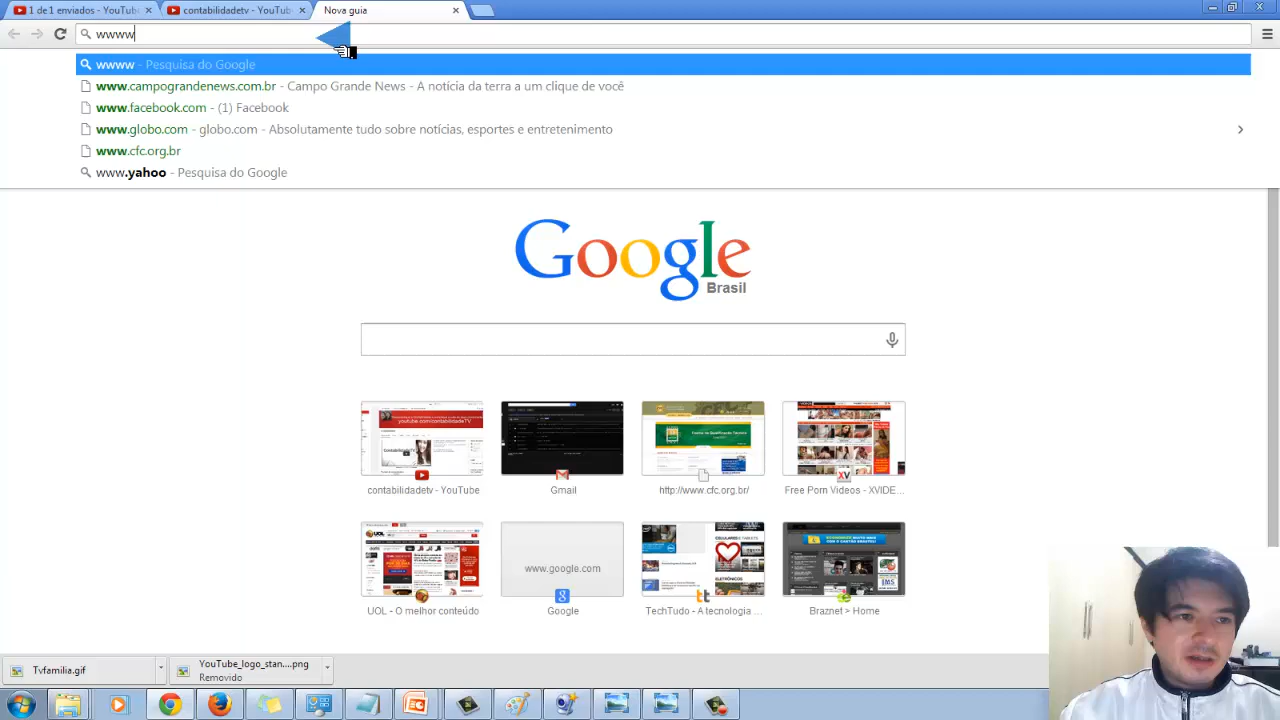 1 de 1 enviados - YouTube
contabilidadetv - YouTube
Nova guia
wwww
wwww - Pesquisa do Google
www.campograndenews.com.br - Campo Grande News - A notícia da terra a um clique de você
www.facebook.com - (1) Facebook
www.globo.com - globo.com - Absolutamente tudo sobre notícias, esportes e entretenimento
www.cfc.org.br
www.yahoo - Pesquisa do Google
Google
Brasil
youtube.com/contabilidadeTV
www.google.com
contabilidadetv - YouTube
Gmail
http://www.cfc.org.br/
Free Porn Videos - XVIDE...
UOL - O melhor conteúdo
Google
TechTudo - A tecnologia ...
Braznet > Home
Tvfamilia.gif
YouTube_logo_stan....png
Removido